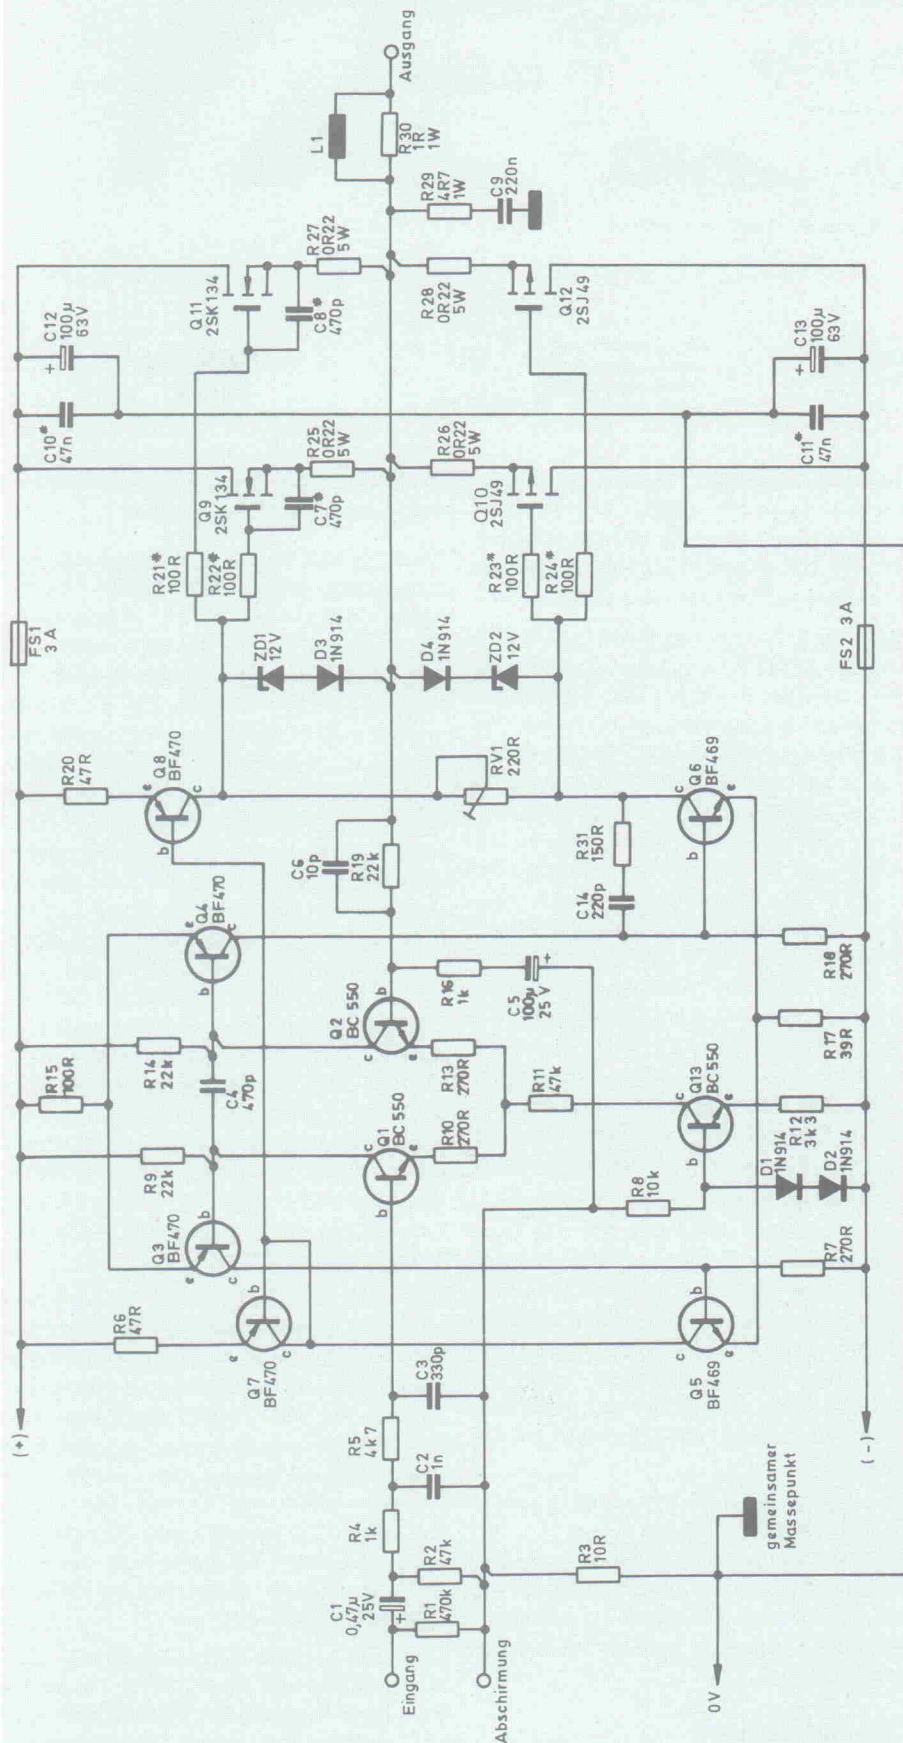 (+)
R6
47R
Q7
BF470
e
c
Q3
BF470
e
b
c
R9
22k
R15
100R
R14
22k
C4
470p
Q4
BF470
e
b
c
R20
47R
Q8
BF470
e
b
c
FS1
3A
C10*
47n
C12
100µ
63V
+
R21*
100R
R22*
100R
Q9
2SK134
C7*
470p
R25
0R22
5W
Q11
2SK134
C8*
470p
R27
0R22
5W
L1
R30
1R
1W
Ausgang
ZD1
12V
D3
1N914
D4
1N914
ZD2
12V
R26
0R22
5W
R28
0R22
5W
R29
4R7
1W
C9
220n
Q10
2SJ49
Q12
2SJ49
R23*
100R
R24*
100R
C6
10p
R19
22k
RV1
220R
Q2
BC550
c
b
e
Q1
BC550
c
b
e
R10
270R
R13
270R
R11
47k
R16
1k
C5
100µ
25V
+
C14
220p
R31
150R
Q6
BF469
c
b
e
C1
0,47µ
25V
+
Eingang
R1
470k
R2
47k
R4
1k
C2
1n
R5
4k7
C3
330p
Abschirmung
R3
10R
Q5
BF469
c
b
e
R8
10k
Q13
BC550
b
D1
1N914
D2
1N914
R12
3k3
R7
270R
R17
39R
R18
270R
FS2 3A
C11*
47n
C13
100µ
63V
+
(-)
0V
gemeinsamer
Massepunkt